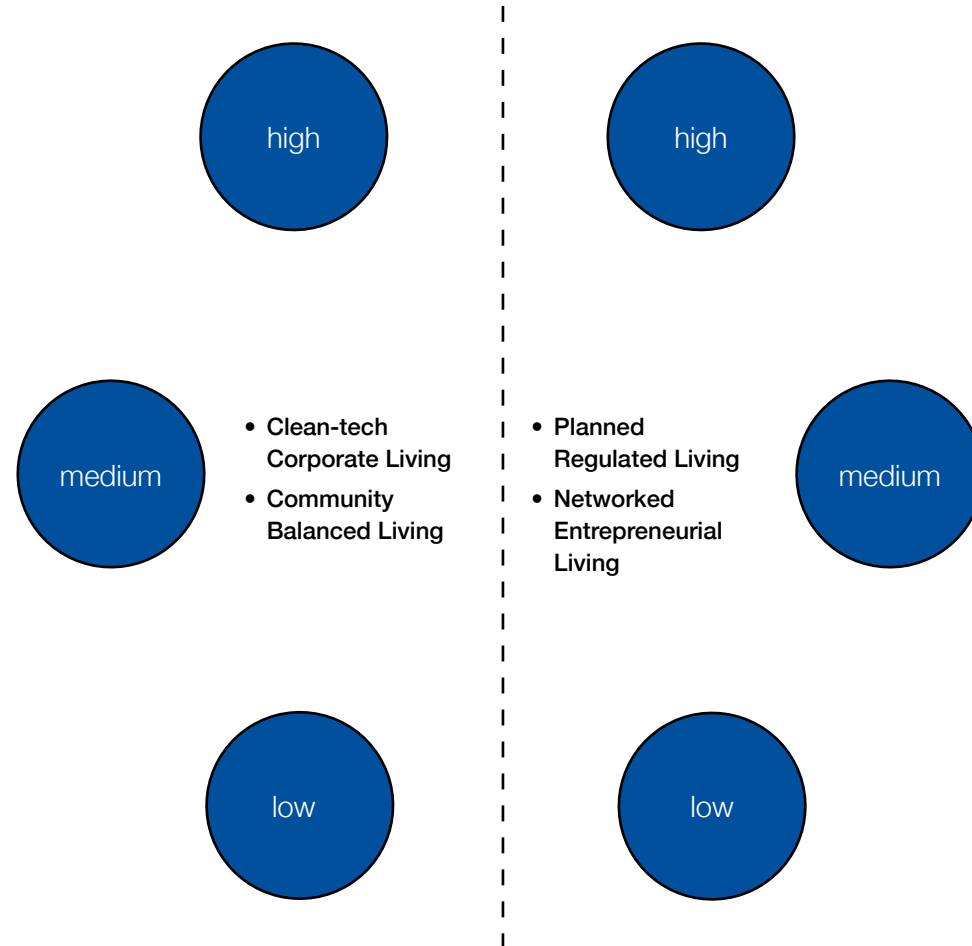 high
high
medium
• Clean-tech
Corporate Living
• Community
Balanced Living
• Planned
Regulated Living
• Networked
Entrepreneurial
Living
medium
low
low